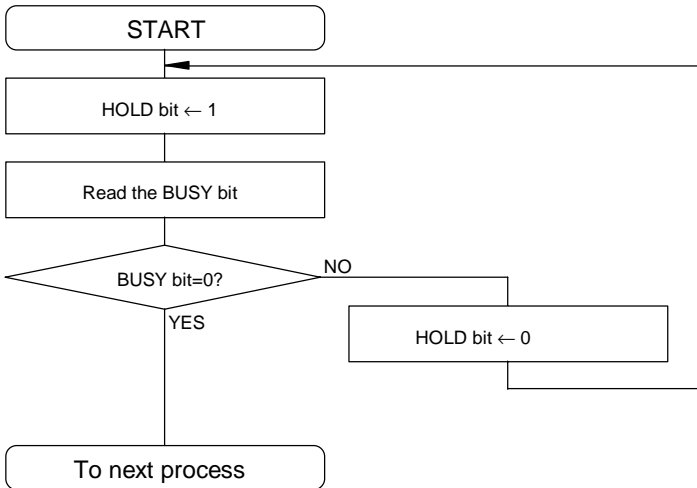 START
HOLD bit ← 1
Read the BUSY bit
BUSY bit=0?
NO
YES
HOLD bit ← 0
To next process